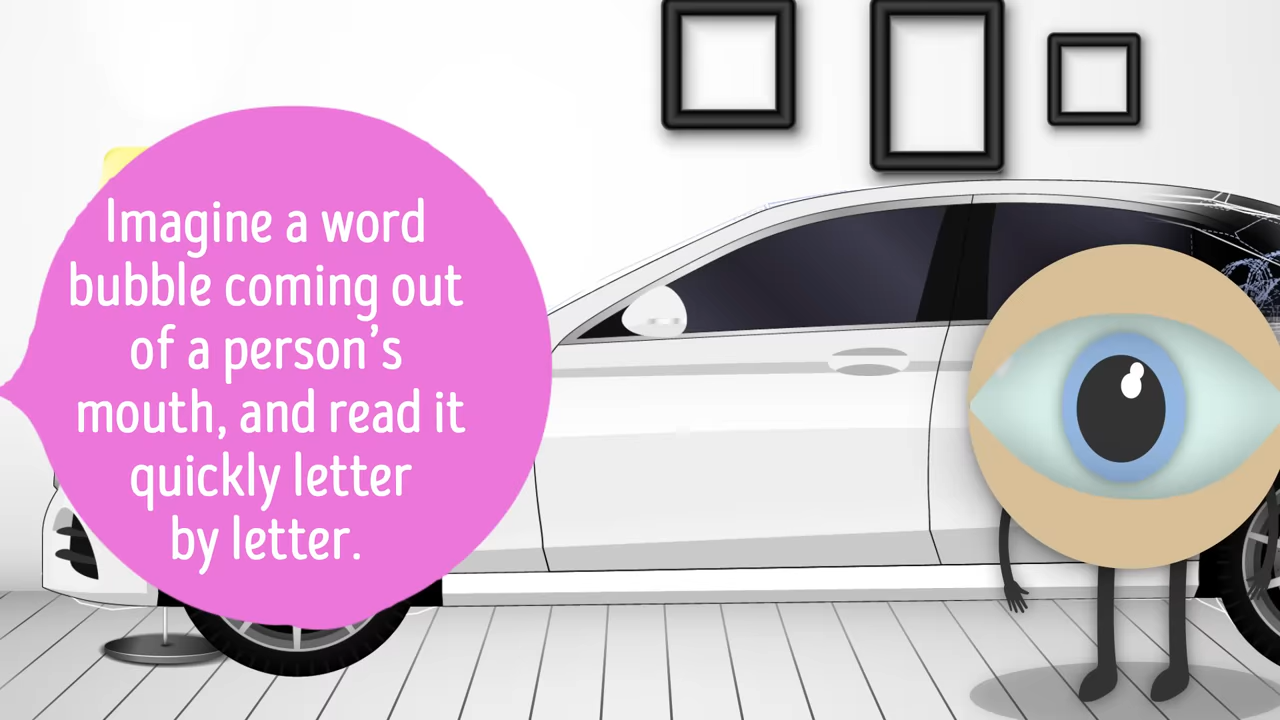 Imagine a word
bubble coming out
of a person’s
mouth, and read it
quickly letter
by letter.